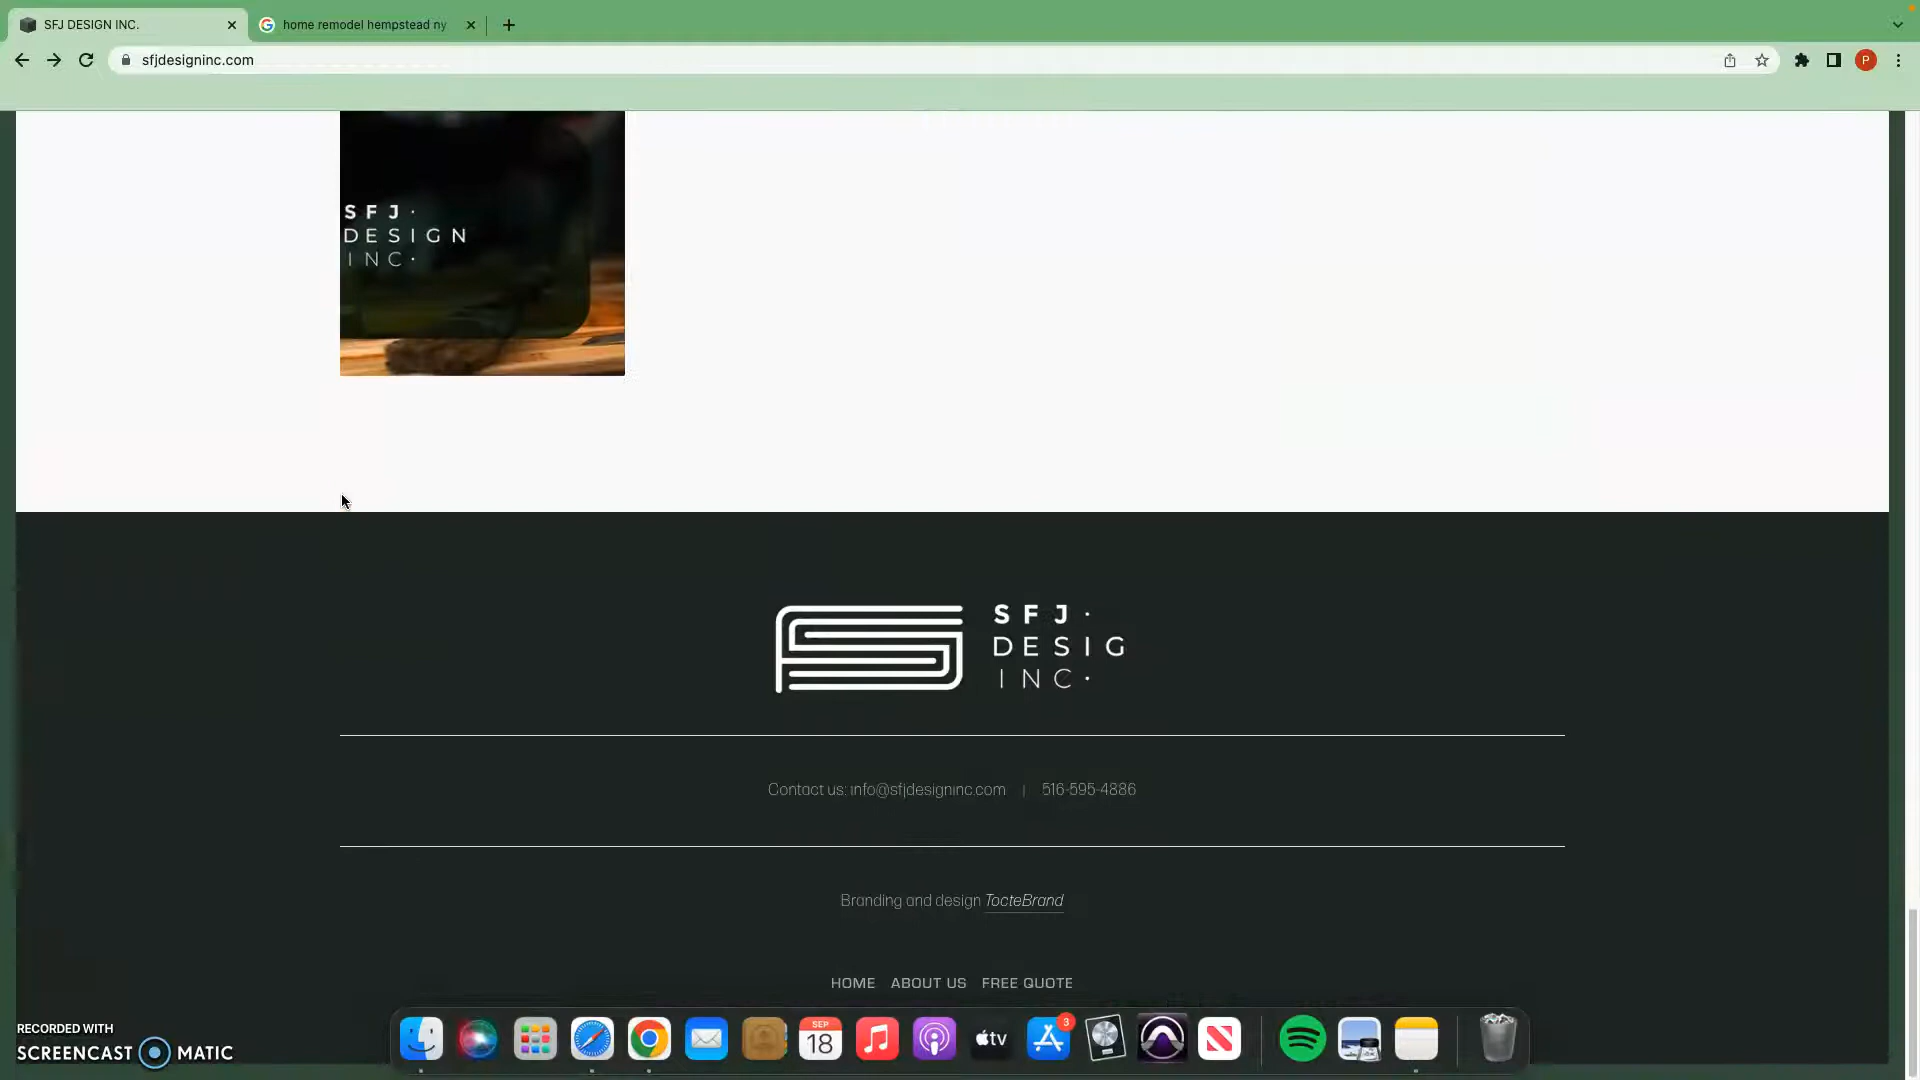 SFJ DESIGN INC.
home remodel hempstead ny
sfjdesigninc.com
P
SFJ·
DESIGN
INC·
SFJ·
DESIG
INC·
Contact us: info@sfjdesigninc.com | 516-595-4886
Branding and design TocteBrand
HOME ABOUT US FREE QUOTE
RECORDED WITH
SCREENCAST MATIC
SEP
18
tv
3